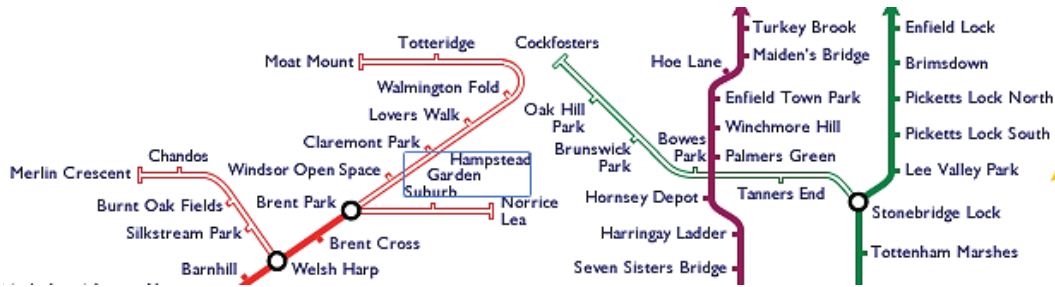 Turkey Brook
Enfield Lock
Totteridge
Cockfosters
Maiden's Bridge
Moat Mount
Hoe Lane
Brimsdown
Walmington Fold
Enfield Town Park
Picketts Lock North
Oak Hill
Park
Lovers Walk
Winchmore Hill
Picketts Lock South
Claremont Park
Brunswick
Park
Bowes
Park
Palmers Green
Chandos
Hampstead
Garden
Suburb
Merlin Crescent
Windsor Open Space
Lee Valley Park
Tanners End
Burnt Oak Fields
Brent Park
Norrice
Lea
Hornsey Depot
Stonebridge Lock
Silkstream Park
Brent Cross
Harringay Ladder
Tottenham Marshes
Barnhill
Welsh Harp
Seven Sisters Bridge